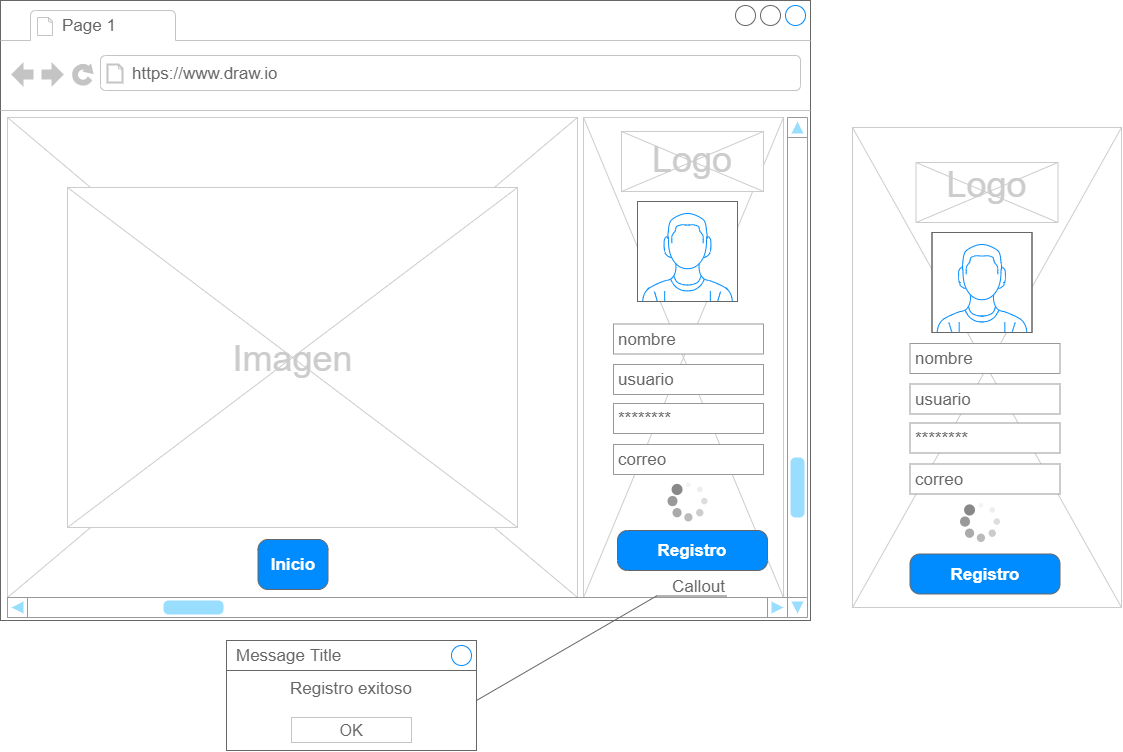 Page 1
https://www.draw.io
Imagen
Inicio
Logo
nombre
usuario
********
correo
Registro
Callout
Message Title
Registro exitoso
OK
Logo
nombre
usuario
********
correo
Registro